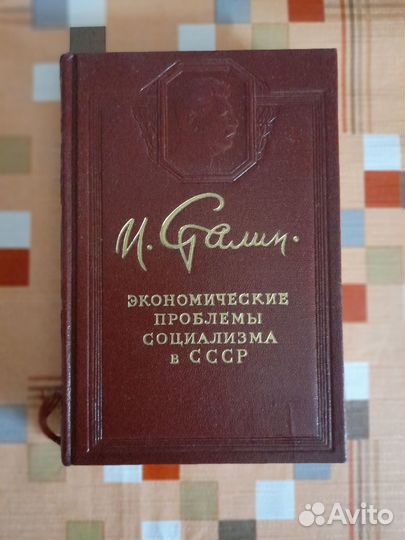 И. Сталин.
ЭКОНОМИЧЕСКИЕ
ПРОБЛЕМЫ
СОЦИАЛИЗМА
в СССР
Avito